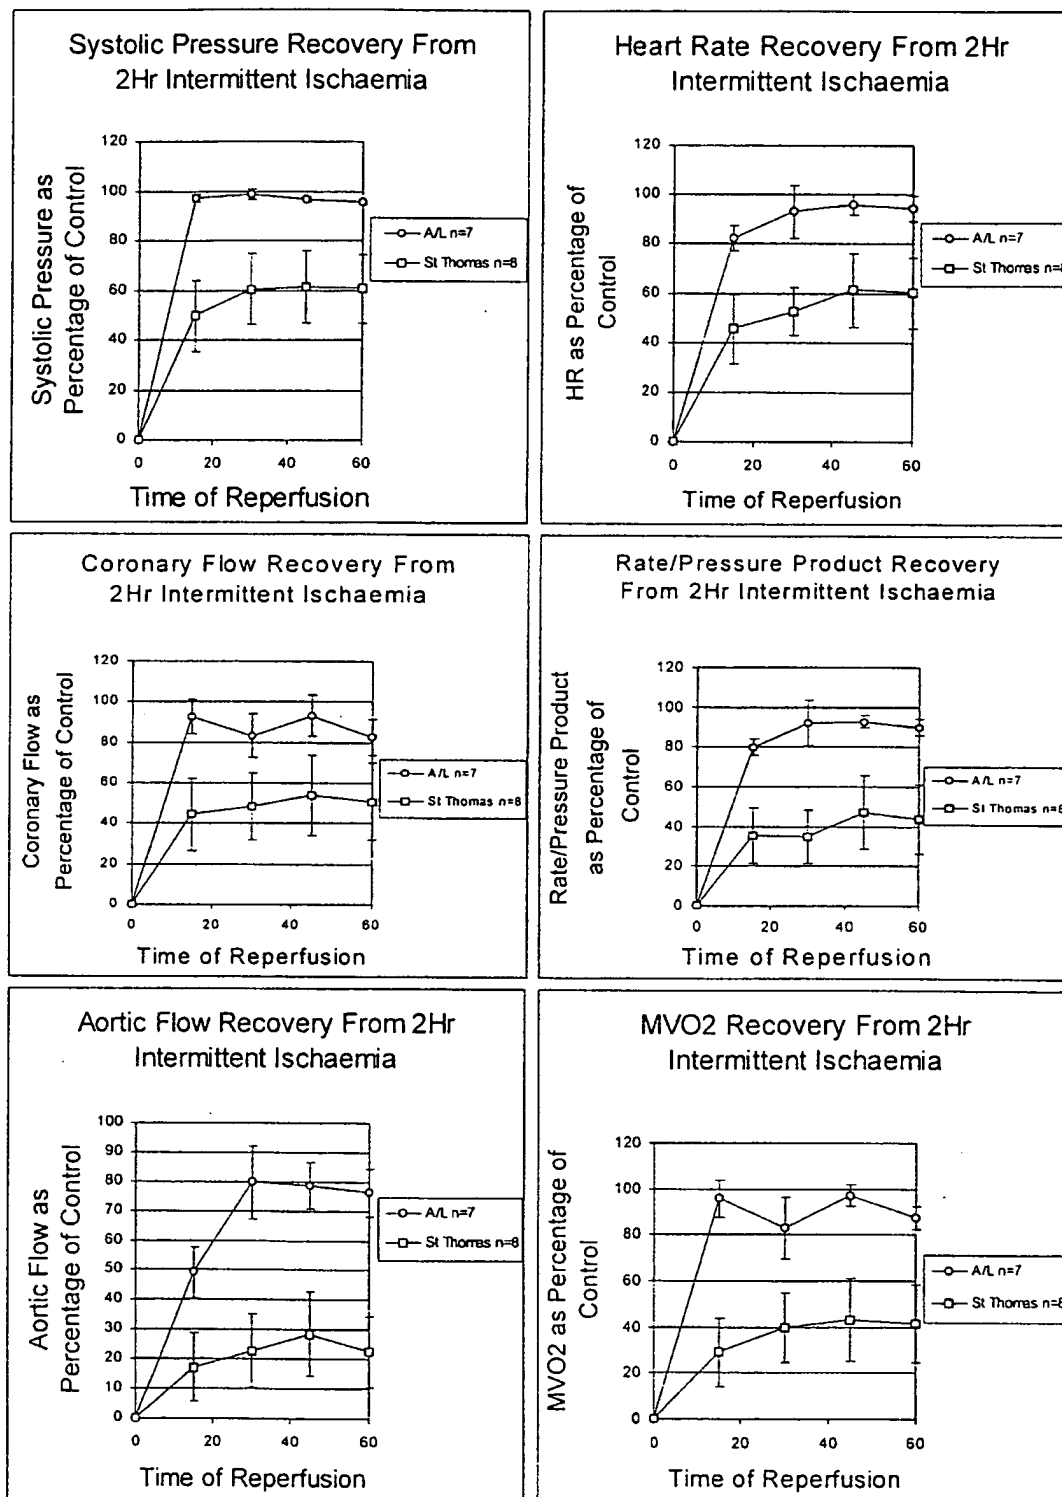 Systolic Pressure Recovery From
2Hr Intermittent Ischaemia
Systolic Pressure as
Percentage of Control
120
100
80
60
40
20
0
0 20 40 60
Time of Reperfusion
A/L n=7
St Thomas n=8
Heart Rate Recovery From 2Hr
Intermittent Ischaemia
HR as Percentage of
Control
120
100
80
60
40
20
0
0 20 40 60
Time of Reperfusion
A/L n=7
St Thomas n=8
Coronary Flow Recovery From
2Hr Intermittent Ischaemia
Coronary Flow as
Percentage of Control
120
100
80
60
40
20
0
0 20 40 60
Time of Reperfusion
A/L n=7
St Thomas n=8
Rate/Pressure Product Recovery
From 2Hr Intermittent Ischaemia
Rate/Pressure Product
as Percentage of
Control
120
100
80
60
40
20
0
0 20 40 60
Time of Reperfusion
A/L n=7
St Thomas n=8
Aortic Flow Recovery From 2Hr
Intermittent Ischaemia
Aortic Flow as
Percentage of Control
100
90
80
70
60
50
40
30
20
10
0
0 20 40 60
Time of Reperfusion
A/L n=7
St Thomas n=8
MVO2 Recovery From 2Hr
Intermittent Ischaemia
MVO2 as Percentage of
Control
120
100
80
60
40
20
0
0 20 40 60
Time of Reperfusion
A/L n=7
St Thomas n=8